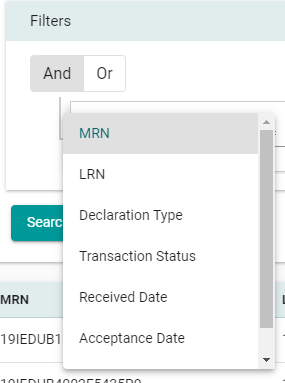 Filters
And Or
MRN
LRN
Declaration Type
Transaction Status
Received Date
Acceptance Date
MRN